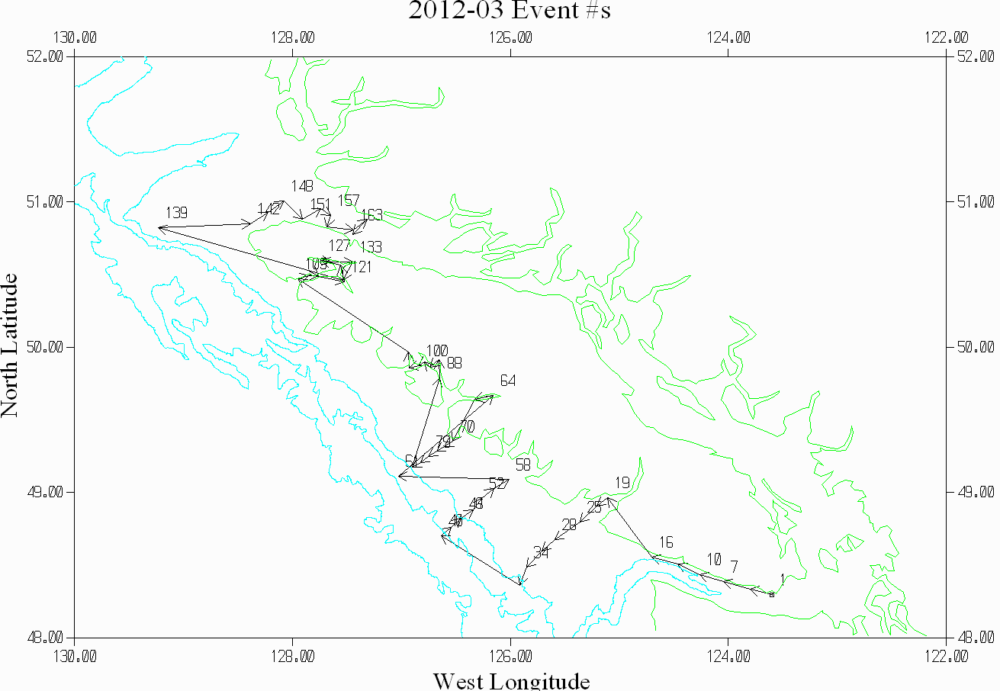 2012-03 Event #s
130.00 128.00 126.00 124.00 122.00
52.00 52.00
148
157
51.00 151 51.00
139 142 163
127 133
121
50.00 100 50.00
88
64
70
79
58
49.00 19 49.00
25
28
34 16 10 7 1
48.00 48.00
130.00 128.00 126.00 124.00 122.00
West Longitude
North Latitude